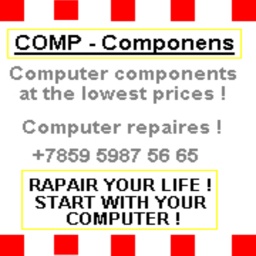 COMP - Componens
Computer components
at the lowest prices !
Computer repaires !
+7859 5987 56 65
RAPAIR YOUR LIFE !
START WITH YOUR
COMPUTER !